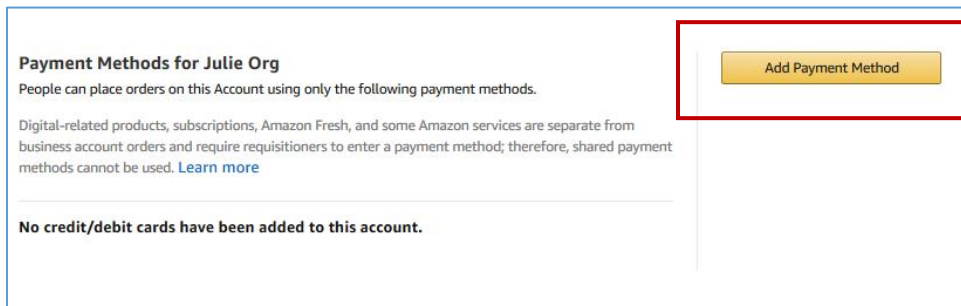 Payment Methods for Julie Org
Add Payment Method
People can place orders on this Account using only the following payment methods.
Digital-related products, subscriptions, Amazon Fresh, and some Amazon services are separate from
business account orders and require requisitioners to enter a payment method; therefore, shared payment
methods cannot be used. Learn more
No credit/debit cards have been added to this account.